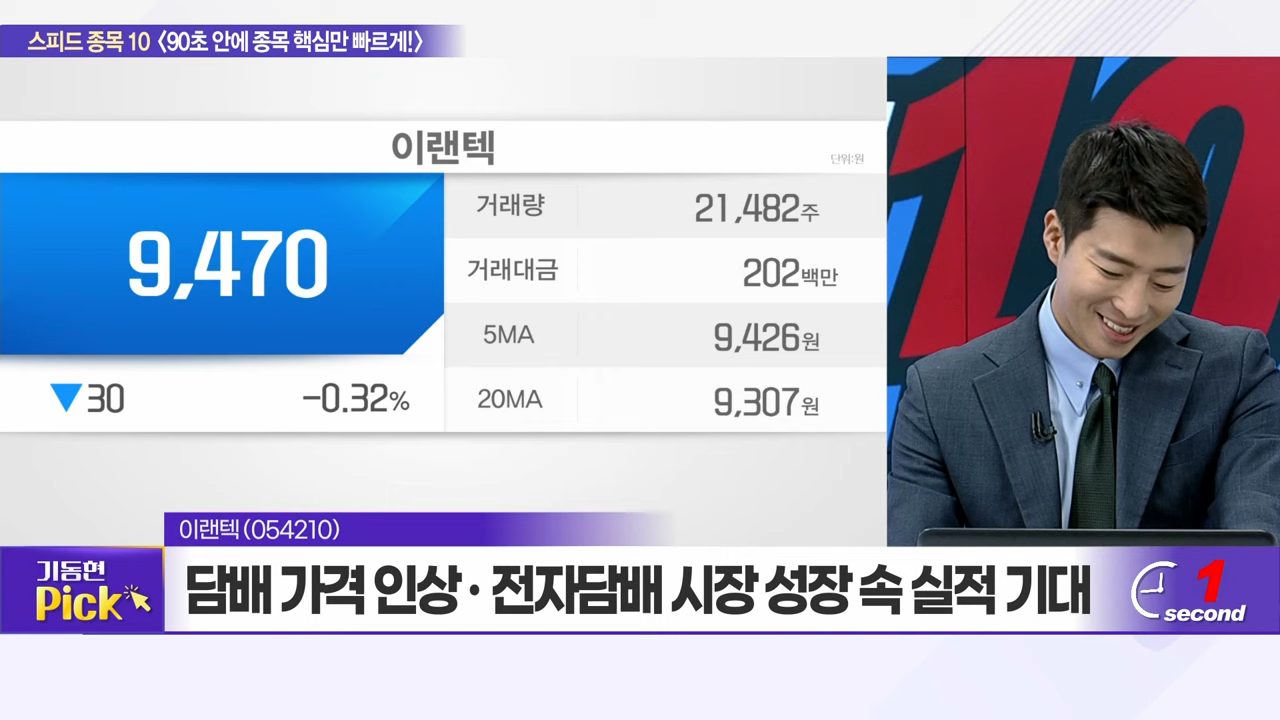 스피드 종목 10 〈90초 안에 종목 핵심만 빠르게!〉
이랜텍
단위:원
9,470
▼30 -0.32%
거래량 21,482주
거래대금 202백만
5MA 9,426원
20MA 9,307원
10
이랜텍(054210)
기동현
Pick
담배 가격 인상·전자담배 시장 성장 속 실적 기대
1
second